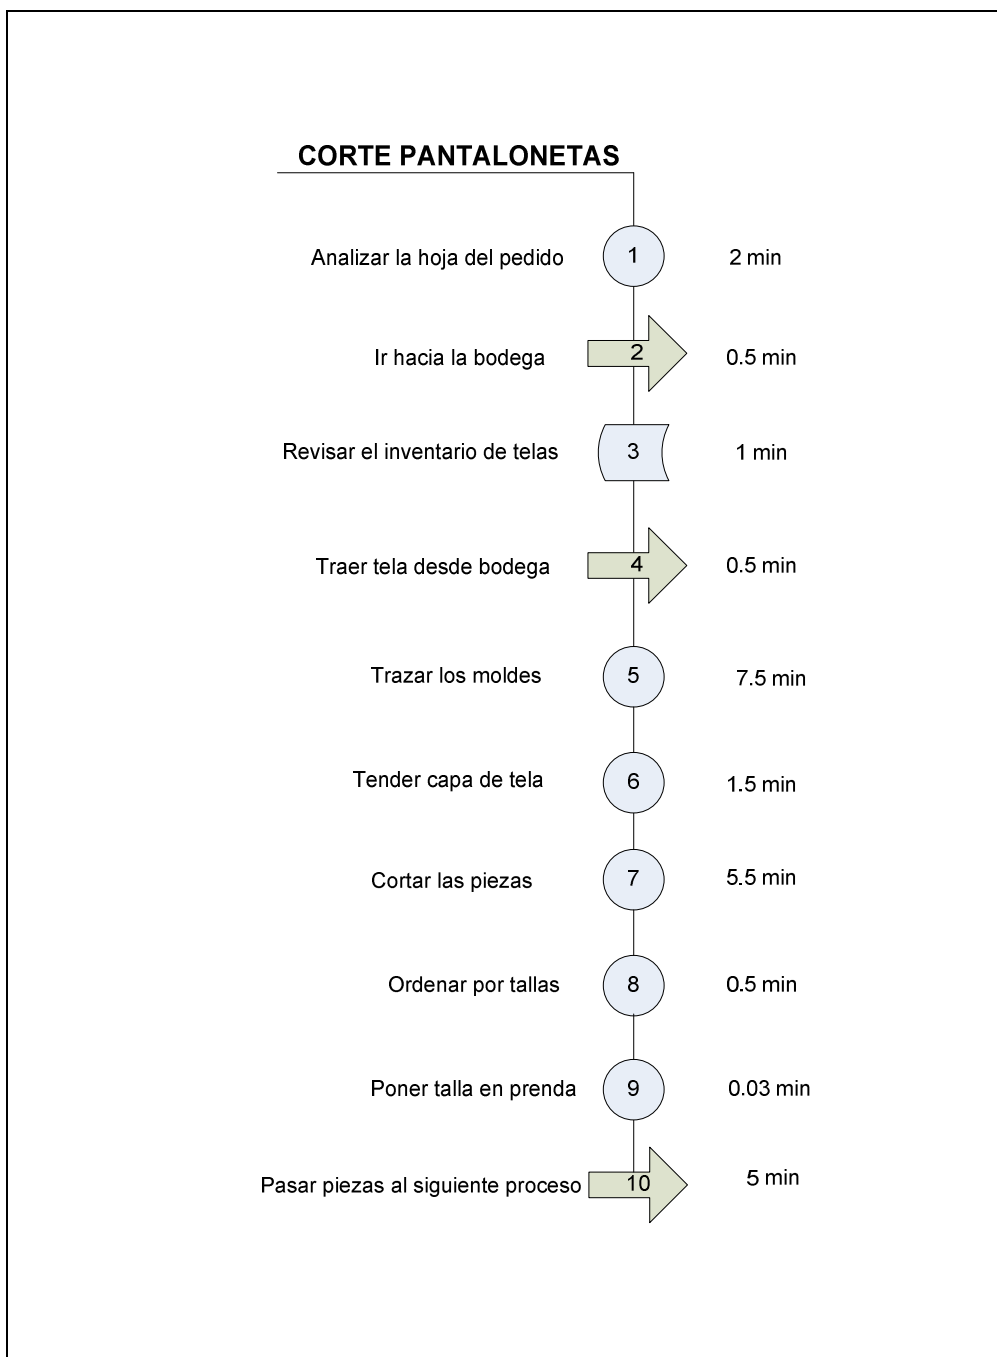 CORTE PANTALONETAS
Analizar la hoja del pedido 1 2 min
Ir hacia la bodega 2 0.5 min
Revisar el inventario de telas 3 1 min
Traer tela desde bodega 4 0.5 min
Trazar los moldes 5 7.5 min
Tender capa de tela 6 1.5 min
Cortar las piezas 7 5.5 min
Ordenar por tallas 8 0.5 min
Poner talla en prenda 9 0.03 min
Pasar piezas al siguiente proceso 10 5 min